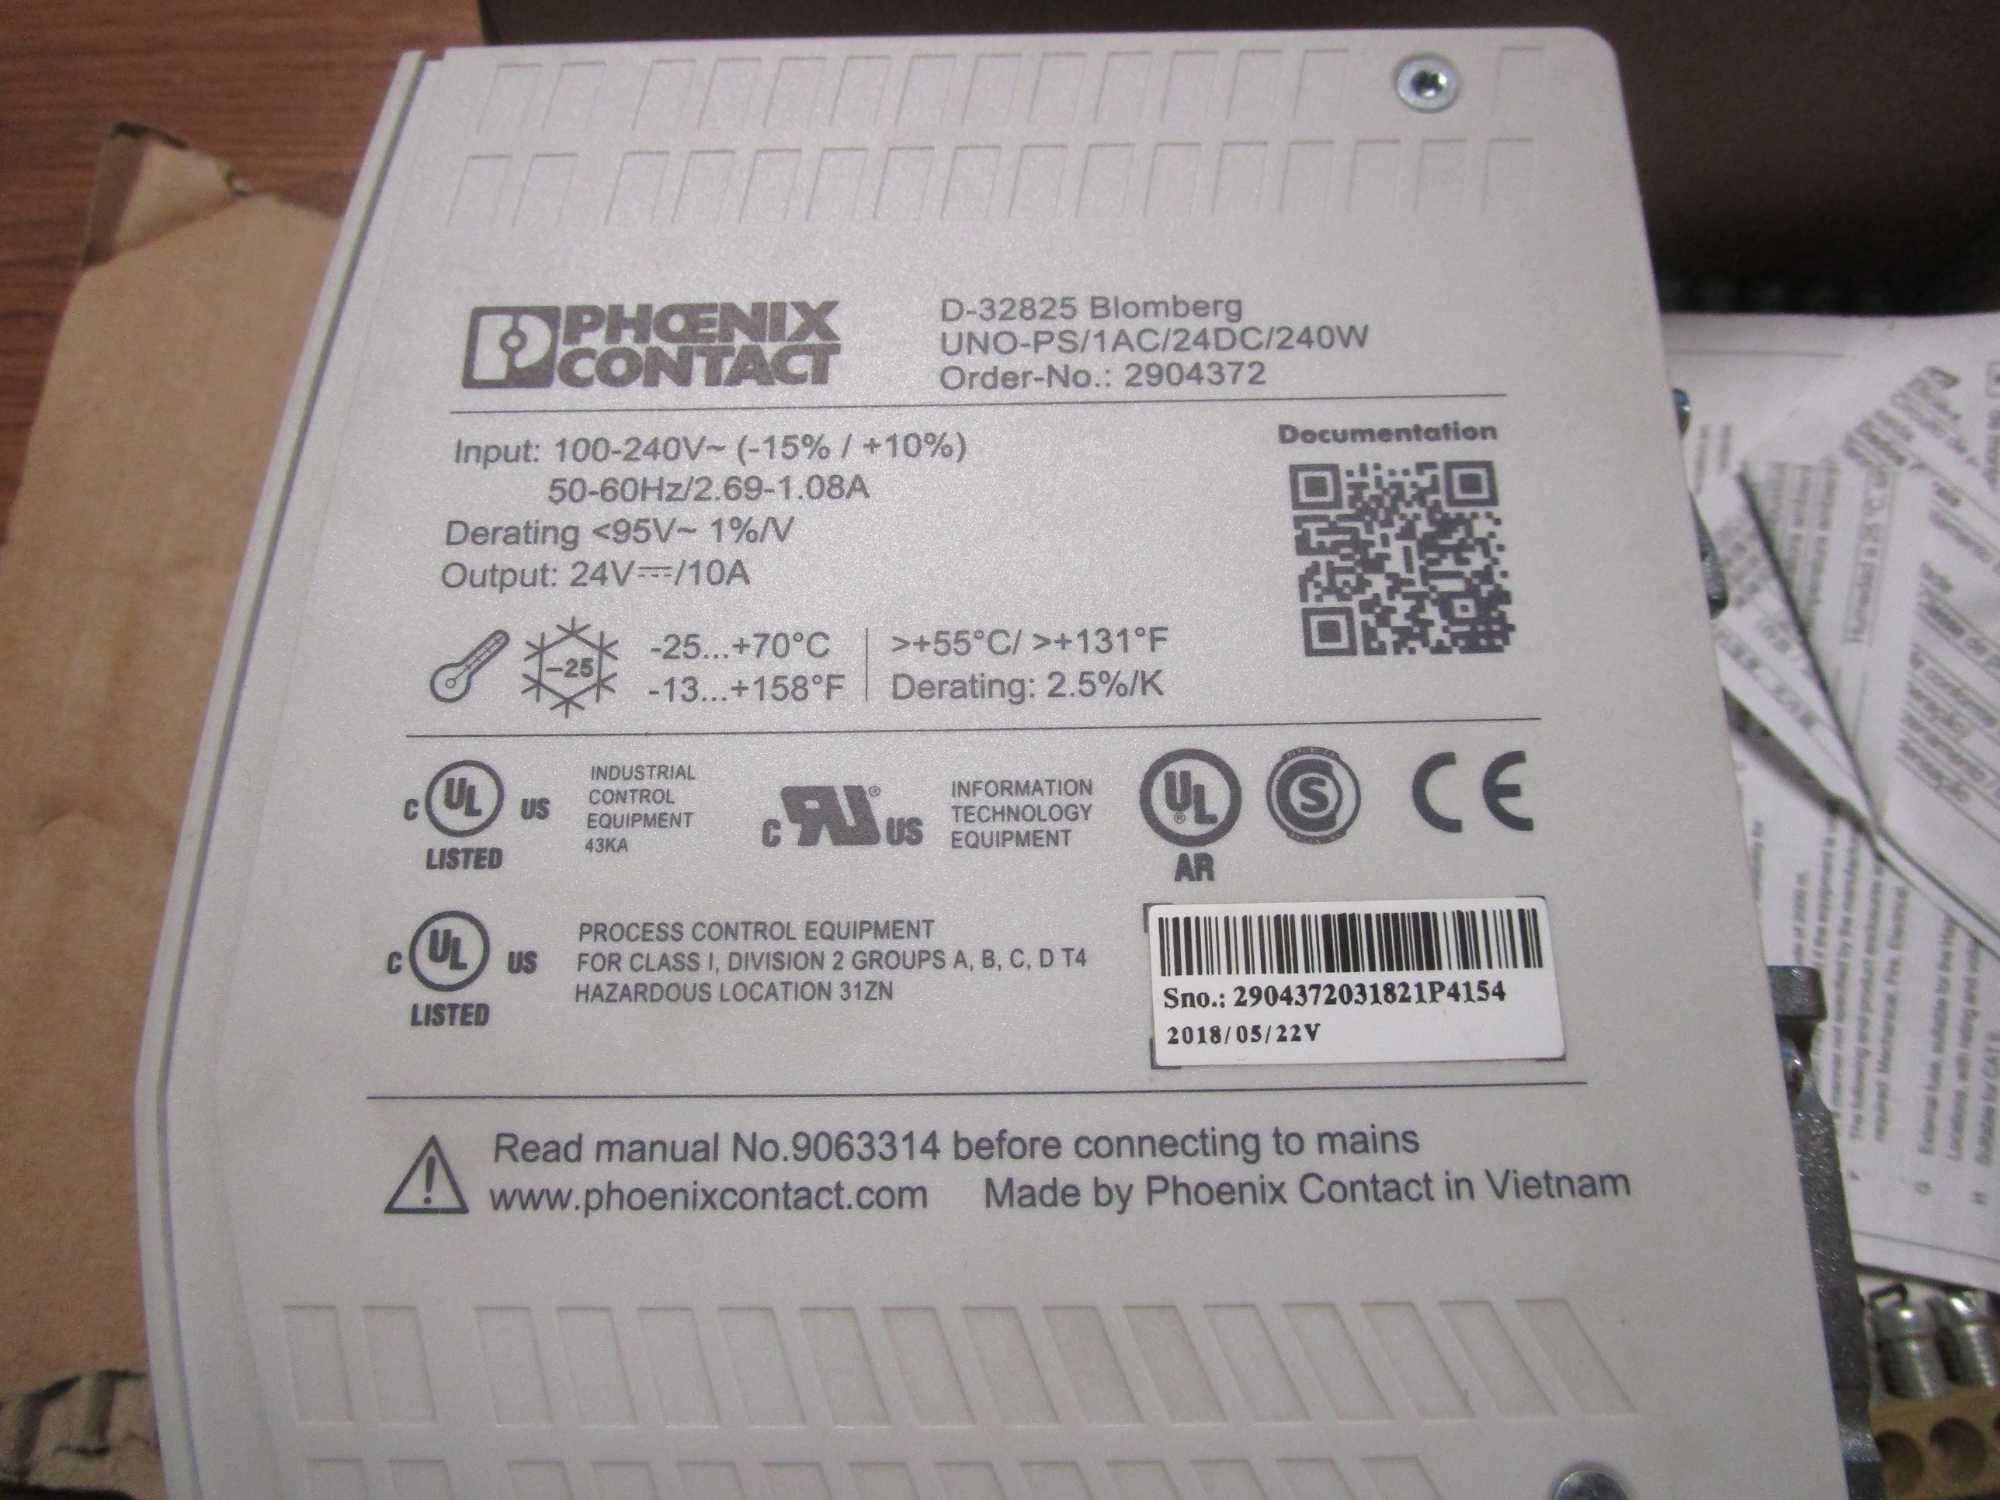 PHŒNIX
CONTACT
D-32825 Blomberg
UNO-PS/1AC/24DC/240W
Order-No.: 2904372
Input: 100-240V~ (-15% / +10%)
50-60Hz/2.69-1.08A
Derating <95V~ 1%/V
Output: 24V⎓/10A
Documentation
-25
-25...+70°C
-13...+158°F
>+55°C/ >+131°F
Derating: 2.5%/K
C UL US
LISTED
INDUSTRIAL
CONTROL
EQUIPMENT
43KA
C RU® US
INFORMATION
TECHNOLOGY
EQUIPMENT
UL®
AR
S
CE
C UL US
LISTED
PROCESS CONTROL EQUIPMENT
FOR CLASS I, DIVISION 2 GROUPS A, B, C, D T4
HAZARDOUS LOCATION 31ZN
Sno.: 2904372031821P4154
2018/05/22V
Read manual No.9063314 before connecting to mains
www.phoenixcontact.com Made by Phoenix Contact in Vietnam